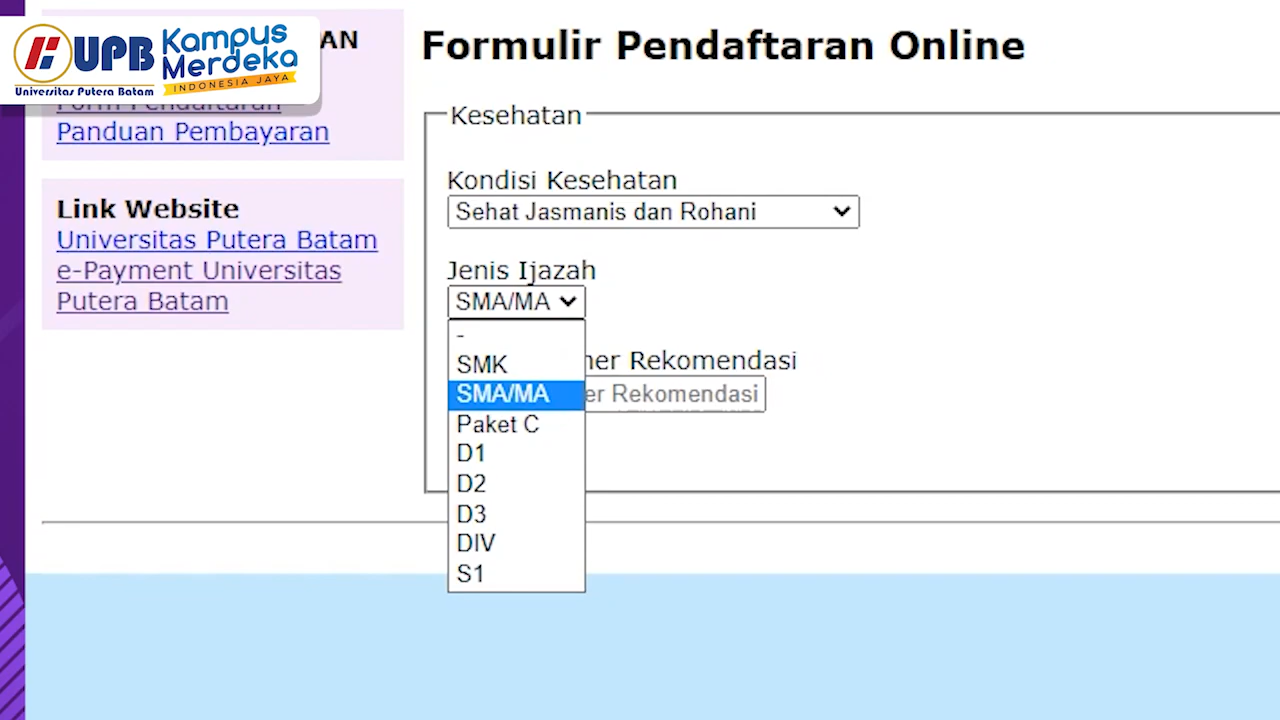 UPB
Universitas Putera Batam
Kampus
Merdeka
INDONESIA JAYA
AN
Form Pendaftaran
Panduan Pembayaran
Link Website
Universitas Putera Batam
e-Payment Universitas
Putera Batam
Formulir Pendaftaran Online
Kesehatan
Kondisi Kesehatan
Sehat Jasmanis dan Rohani
Jenis Ijazah
SMA/MA
-
SMK
SMA/MA
Paket C
D1
D2
D3
DIV
S1
Rekomendasi
Rekomendasi